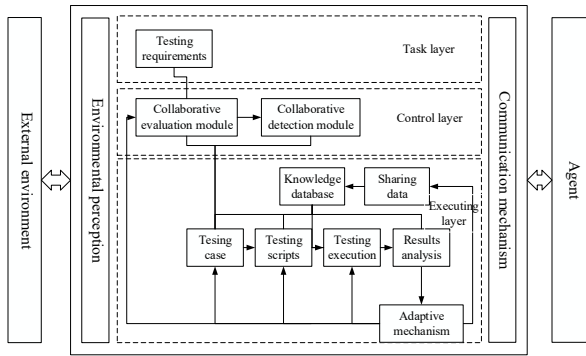 External environment
Environmental perception
Testing
requirements
Task layer
Collaborative
evaluation module
Collaborative
detection module
Control layer
Knowledge
database
Sharing
data
Executing
layer
Tesing
case
Testing
scripts
Testing
execution
Results
analysis
Adaptive
mechanism
Communication mechanism
Agent